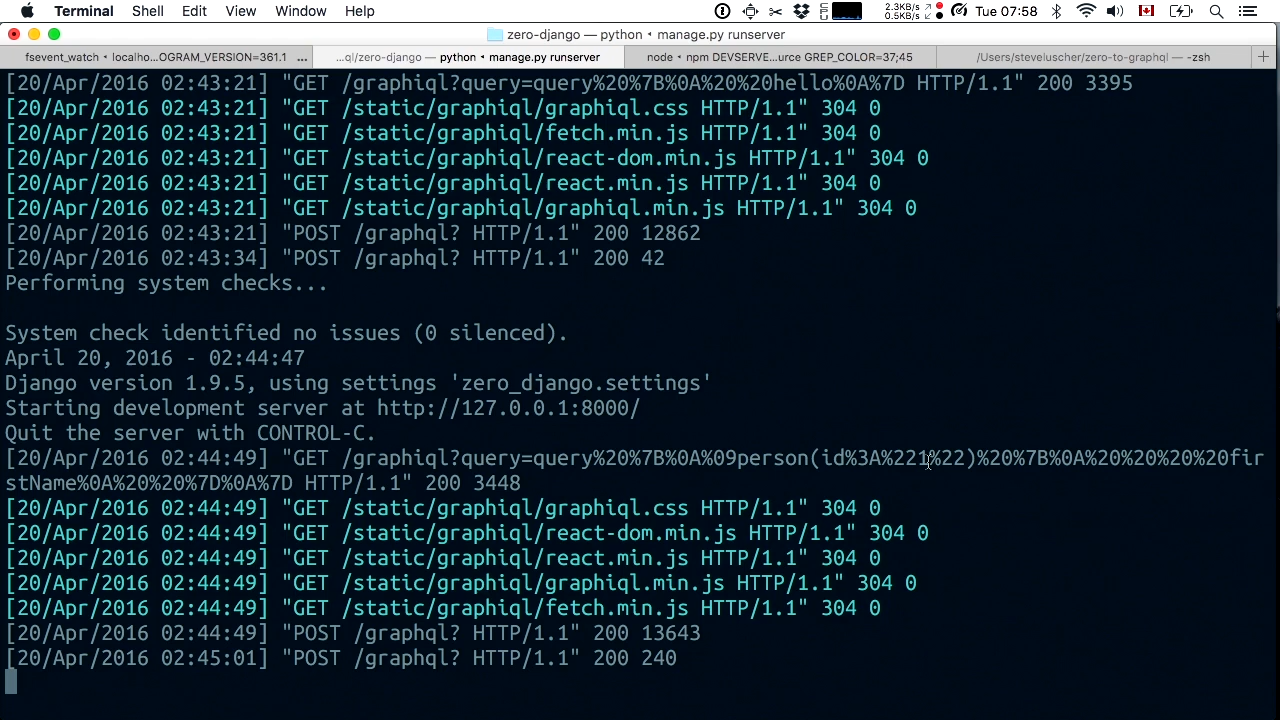 Terminal Shell Edit View Window Help 2.3KB/s 0.5KB/s Tue 07:58
zero-django — python • manage.py runserver
fsevent_watch • localho...OGRAM_VERSION=361.1 ... ...ql/zero-django — python • manage.py runserver node • npm DEVSERVE...urce GREP_COLOR=37;45 /Users/steveluscher/zero-to-graphql — -zsh
[20/Apr/2016 02:43:21] "GET /graphiql?query=query%20%7B%0A%20%20hello%0A%7D HTTP/1.1" 200 3395
[20/Apr/2016 02:43:21] "GET /static/graphiql/graphiql.css HTTP/1.1" 304 0
[20/Apr/2016 02:43:21] "GET /static/graphiql/fetch.min.js HTTP/1.1" 304 0
[20/Apr/2016 02:43:21] "GET /static/graphiql/react-dom.min.js HTTP/1.1" 304 0
[20/Apr/2016 02:43:21] "GET /static/graphiql/react.min.js HTTP/1.1" 304 0
[20/Apr/2016 02:43:21] "GET /static/graphiql/graphiql.min.js HTTP/1.1" 304 0
[20/Apr/2016 02:43:21] "POST /graphql? HTTP/1.1" 200 12862
[20/Apr/2016 02:43:34] "POST /graphql? HTTP/1.1" 200 42
Performing system checks...
System check identified no issues (0 silenced).
April 20, 2016 - 02:44:47
Django version 1.9.5, using settings 'zero_django.settings'
Starting development server at http://127.0.0.1:8000/
Quit the server with CONTROL-C.
[20/Apr/2016 02:44:49] "GET /graphiql?query=query%20%7B%0A%09person(id%3A%221%22)%20%7B%0A%20%20%20%20fir
stName%0A%20%20%7D%0A%7D HTTP/1.1" 200 3448
[20/Apr/2016 02:44:49] "GET /static/graphiql/graphiql.css HTTP/1.1" 304 0
[20/Apr/2016 02:44:49] "GET /static/graphiql/react-dom.min.js HTTP/1.1" 304 0
[20/Apr/2016 02:44:49] "GET /static/graphiql/react.min.js HTTP/1.1" 304 0
[20/Apr/2016 02:44:49] "GET /static/graphiql/graphiql.min.js HTTP/1.1" 304 0
[20/Apr/2016 02:44:49] "GET /static/graphiql/fetch.min.js HTTP/1.1" 304 0
[20/Apr/2016 02:44:49] "POST /graphql? HTTP/1.1" 200 13643
[20/Apr/2016 02:45:01] "POST /graphql? HTTP/1.1" 200 240